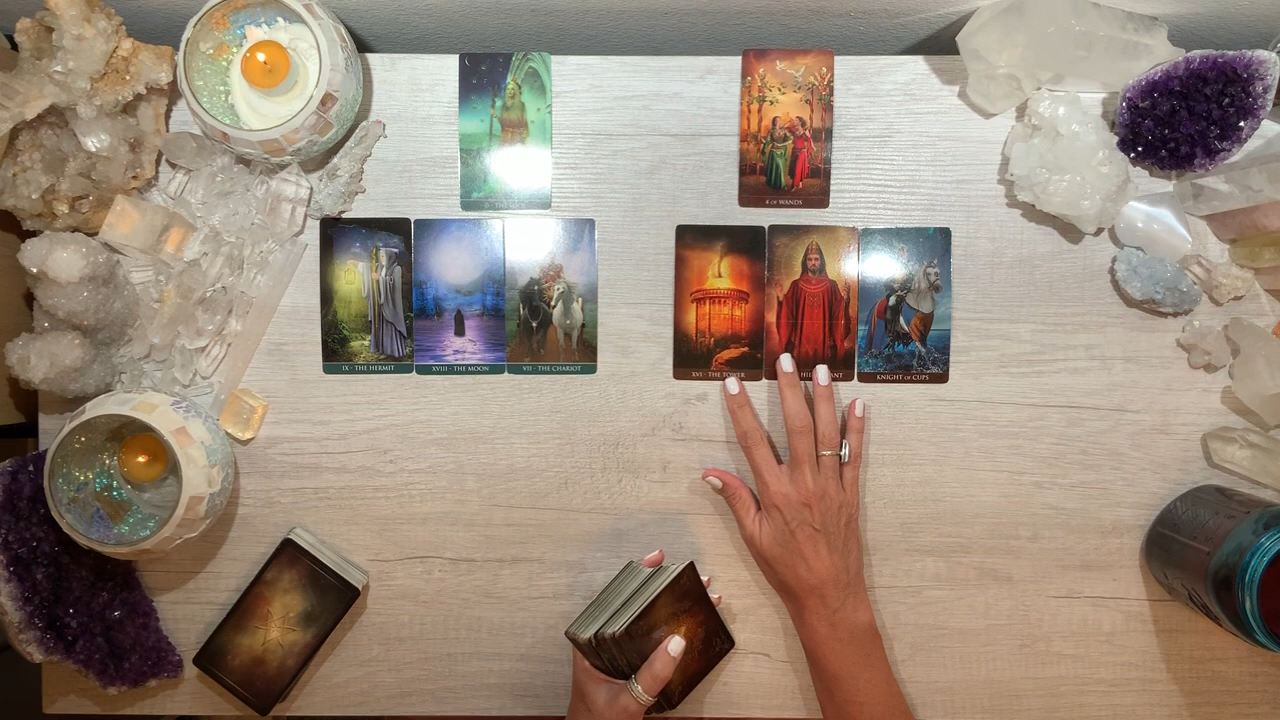 4 OF WANDS
IX - THE HERMIT
XVIII - THE MOON
VII - THE CHARIOT
XVI - THE TOWER
KNIGHT OF CUPS